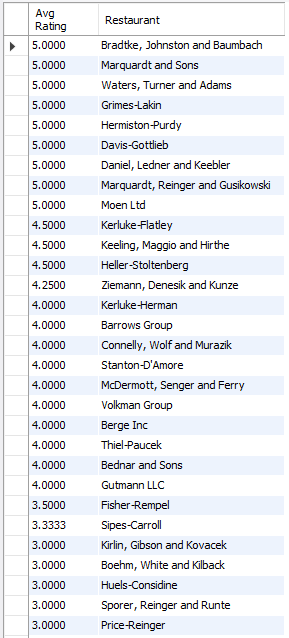 Avg Rating Restaurant
5.0000 Bradtke, Johnston and Baumbach
5.0000 Marquardt and Sons
5.0000 Waters, Turner and Adams
5.0000 Grimes-Lakin
5.0000 Hermiston-Purdy
5.0000 Davis-Gottlieb
5.0000 Daniel, Ledner and Keebler
5.0000 Marquardt, Reinger and Gusikowski
5.0000 Moen Ltd
4.5000 Kerluke-Flatley
4.5000 Keeling, Maggio and Hirthe
4.5000 Heller-Stoltenberg
4.2500 Ziemann, Denesik and Kunze
4.0000 Kerluke-Herman
4.0000 Barrows Group
4.0000 Connelly, Wolf and Murazik
4.0000 Stanton-D'Amore
4.0000 McDermott, Senger and Ferry
4.0000 Volkman Group
4.0000 Berge Inc
4.0000 Thiel-Paucek
4.0000 Bednar and Sons
4.0000 Gutmann LLC
3.5000 Fisher-Rempel
3.3333 Sipes-Carroll
3.0000 Kirlin, Gibson and Kovacek
3.0000 Boehm, White and Kilback
3.0000 Huels-Considine
3.0000 Sporer, Reinger and Runte
3.0000 Price-Reinger